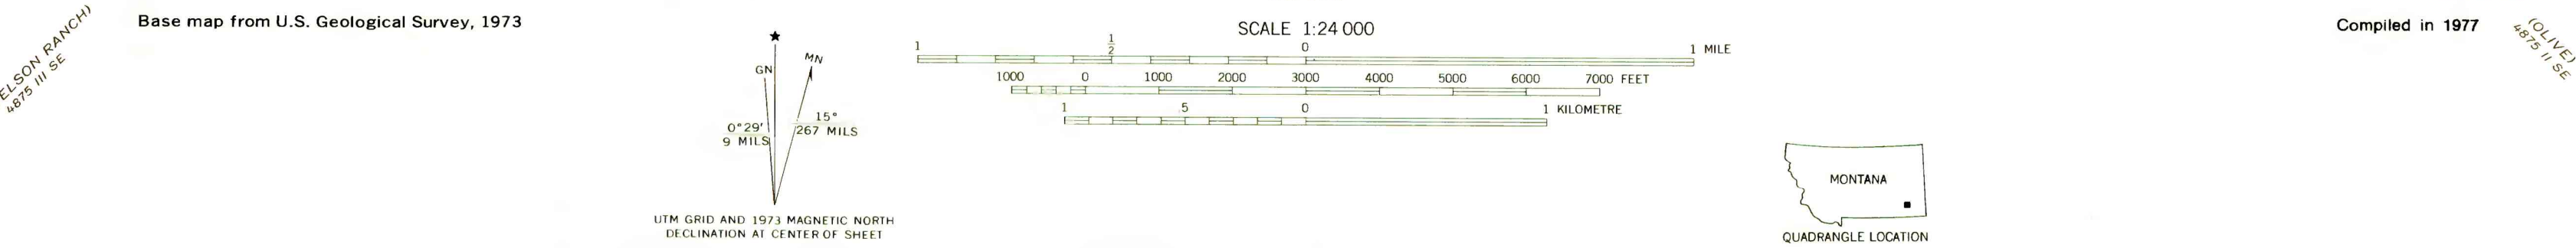 ELSON RANCH)
4875 III SE
Base map from U.S. Geological Survey, 1973
★
GN
MN
0°29'
9 MILS
15°
267 MILS
UTM GRID AND 1973 MAGNETIC NORTH
DECLINATION AT CENTER OF SHEET
SCALE 1:24 000
1 1/2 0 1 MILE
1000 0 1000 2000 3000 4000 5000 6000 7000 FEET
1 .5 0 1 KILOMETRE
MONTANA
QUADRANGLE LOCATION
Compiled in 1977
(OLIVE)
4875 II SE